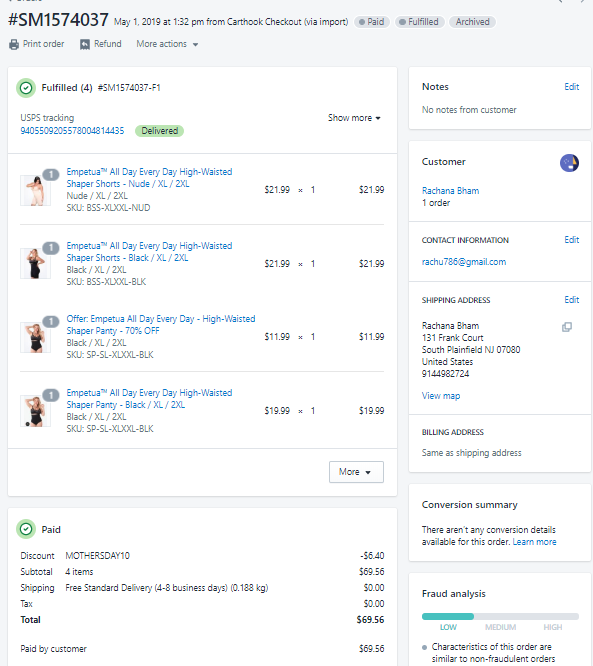 #SM1574037 May 1, 2019 at 1:32 pm from Carthook Checkout (via import) Paid Fulfilled Archived
Print order Refund More actions
Fulfilled (4) #SM1574037-F1
USPS tracking
9405509205578004814435 Delivered
Show more
1
Empetua™ All Day Every Day High-Waisted
Shaper Shorts - Nude / XL / 2XL
Nude / XL / 2XL
SKU: BSS-XLXXL-NUD
$21.99 × 1 $21.99
1
Empetua™ All Day Every Day High-Waisted
Shaper Shorts - Black / XL / 2XL
Black / XL / 2XL
SKU: BSS-XLXXL-BLK
$21.99 × 1 $21.99
1
Offer: Empetua All Day Every Day - High-Waisted
Shaper Panty - 70% OFF
Black / XL / 2XL
SKU: SP-SL-XLXXL-BLK
$11.99 × 1 $11.99
1
Empetua™ All Day Every Day High-Waisted
Shaper Panty - Black / XL / 2XL
Black / XL / 2XL
SKU: SP-SL-XLXXL-BLK
$19.99 × 1 $19.99
More
Paid
Discount MOTHERSDAY10 -$6.40
Subtotal 4 items $69.56
Shipping Free Standard Delivery (4-8 business days) (0.188 kg) $0.00
Tax $0.00
Total $69.56
Paid by customer $69.56
Notes Edit
No notes from customer
Customer
Rachana Bham
1 order
CONTACT INFORMATION Edit
rachu786@gmail.com
SHIPPING ADDRESS Edit
Rachana Bham
131 Frank Court
South Plainfield NJ 07080
United States
9144982724
View map
BILLING ADDRESS
Same as shipping address
Conversion summary
There aren't any conversion details
available for this order. Learn more
Fraud analysis
LOW MEDIUM HIGH
Characteristics of this order are
similar to non-fraudulent orders